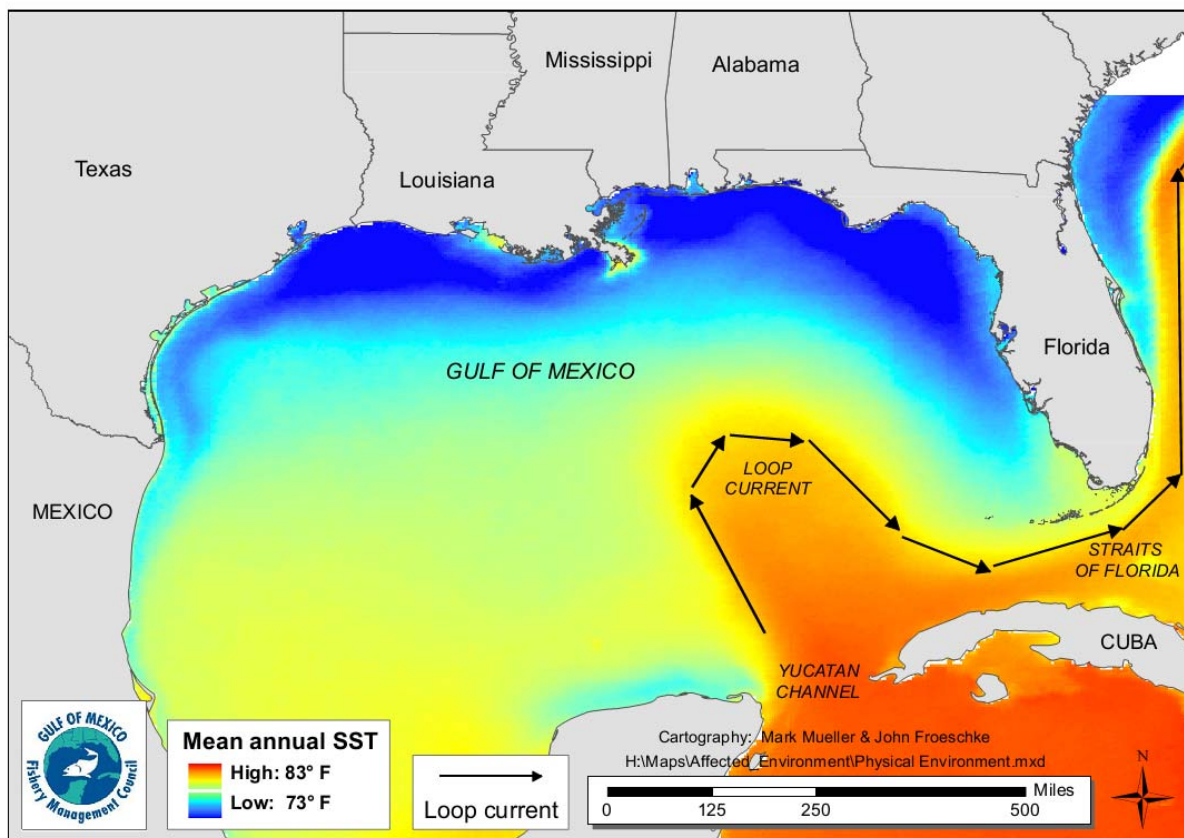 Mississippi
Alabama
Texas
Louisiana
GULF OF MEXICO
Florida
LOOP
CURRENT
MEXICO
STRAITS
OF FLORIDA
CUBA
YUCATAN
CHANNEL
GULF OF MEXICO
Fishery Management Council
Mean annual SST
High: 83° F
Low: 73° F
Loop current
Cartography: Mark Mueller & John Froeschke
H:\Maps\Affected_Environment\Physical Environment.mxd
Miles
0 125 250 500
N